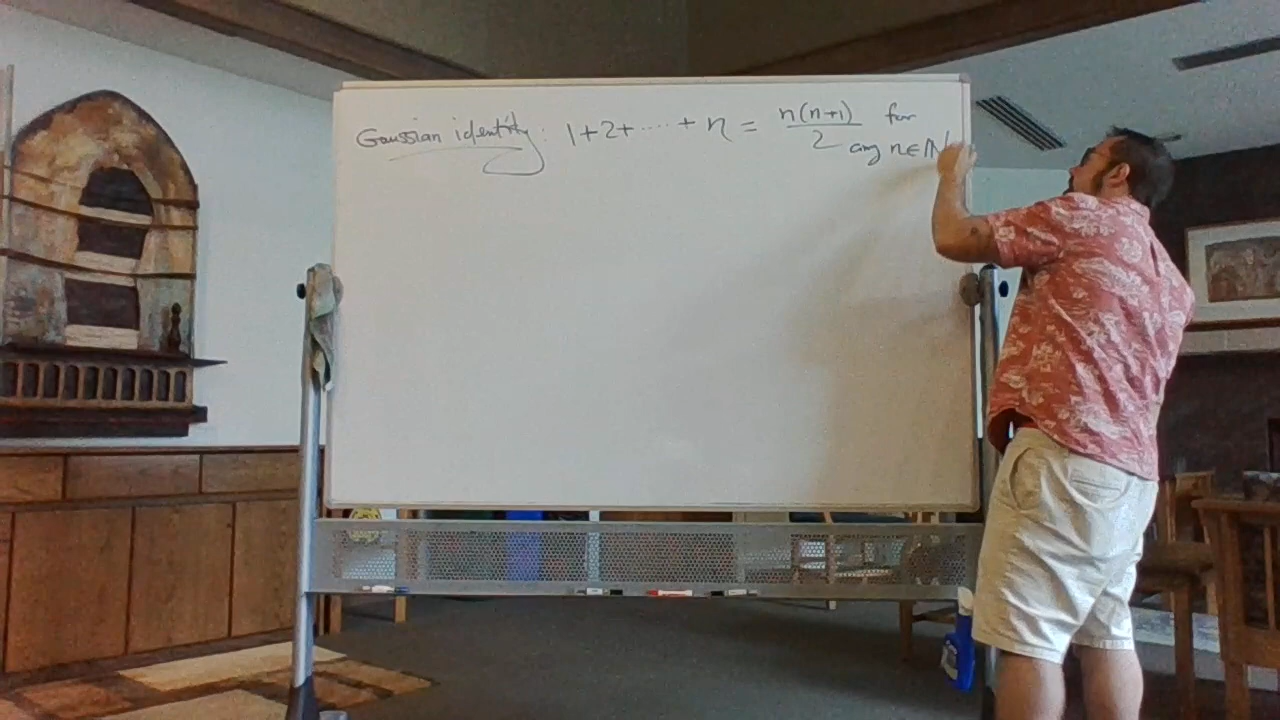 Gaussian identity: 1+2+.....+ n = n(n+1)/2 for
any n∈ℕ